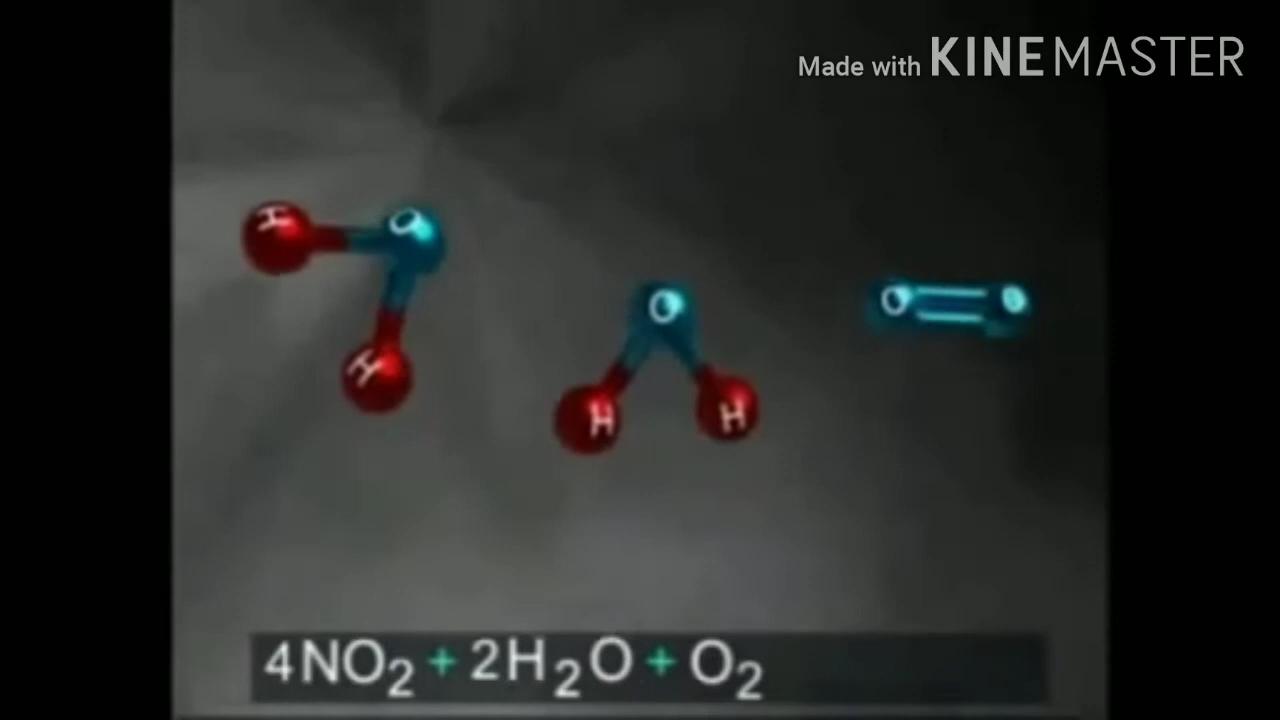 Made with KINEMASTER
H O
H
O
H H
O O
4NO₂ + 2H₂O + O₂